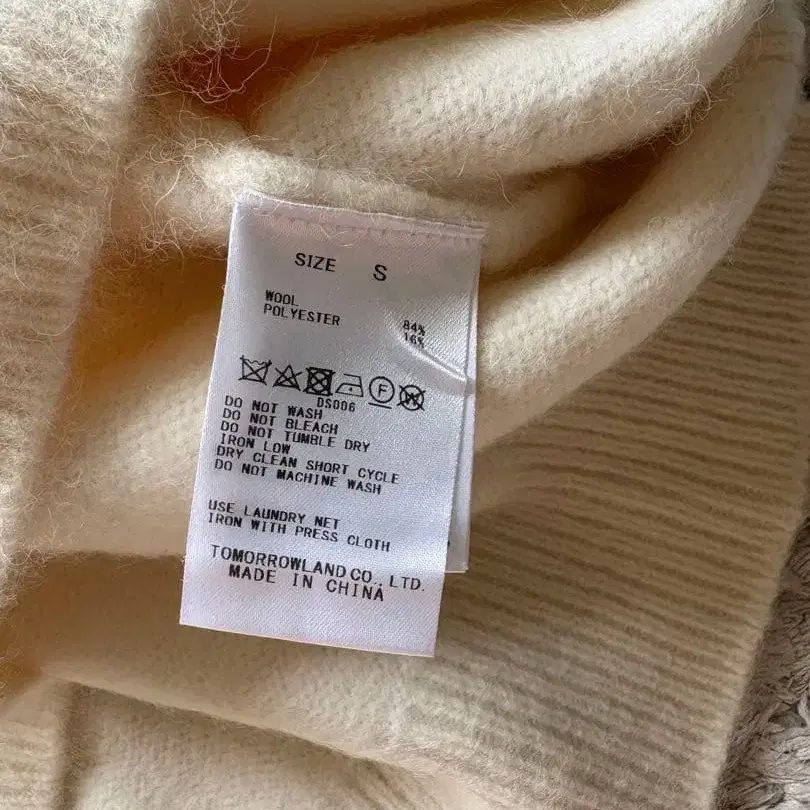 SIZE S
WOOL 84%
POLYESTER 16%
F W
DS006
DO NOT WASH
DO NOT BLEACH
DO NOT TUMBLE DRY
IRON LOW
DRY CLEAN SHORT CYCLE
DO NOT MACHINE WASH
USE LAUNDRY NET
IRON WITH PRESS CLOTH
TOMORROWLAND CO., LTD.
MADE IN CHINA